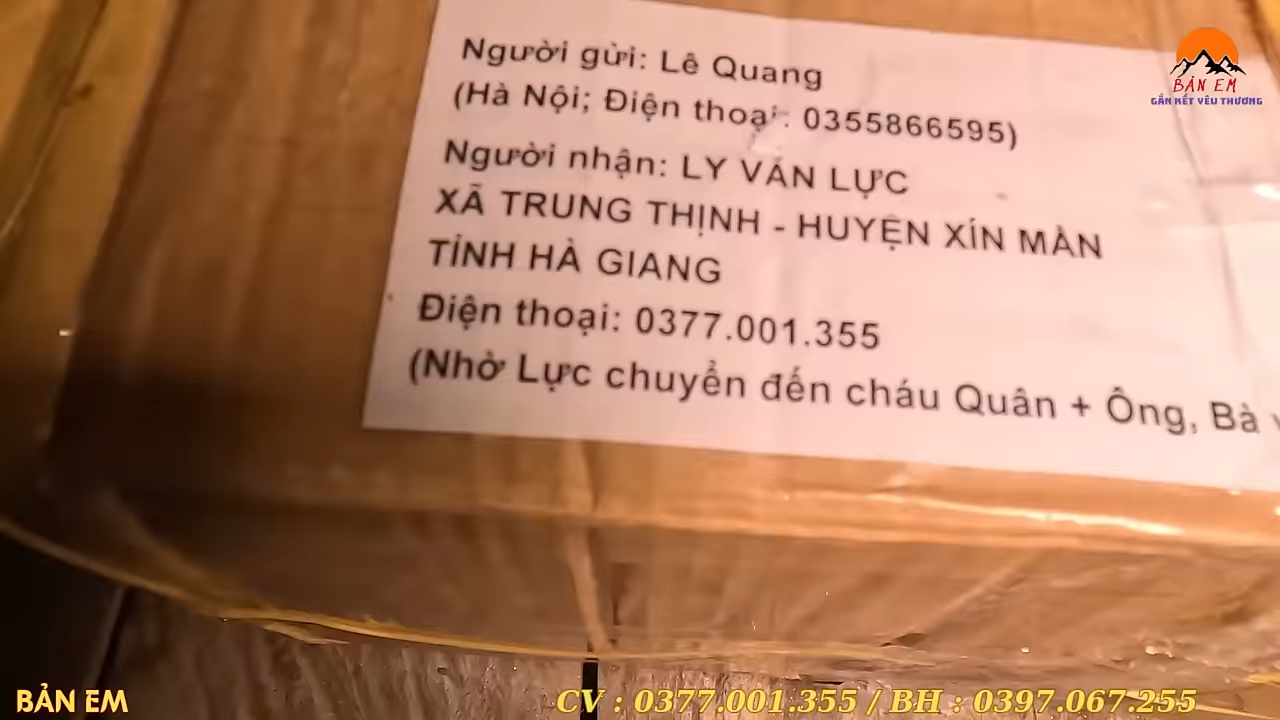 Người gửi: Lê Quang
(Hà Nội; Điện thoại: 0355866595)
Người nhận: LY VĂN LỰC
XÃ TRUNG THỊNH - HUYỆN XÍN MẦN
TỈNH HÀ GIANG
Điện thoại: 0377.001.355
(Nhờ Lực chuyển đến cháu Quân + Ông, Bà
BẢN EM
GẮN KẾT YÊU THƯƠNG
BẢN EM
CV : 0377.001.355 / BH : 0397.067.255